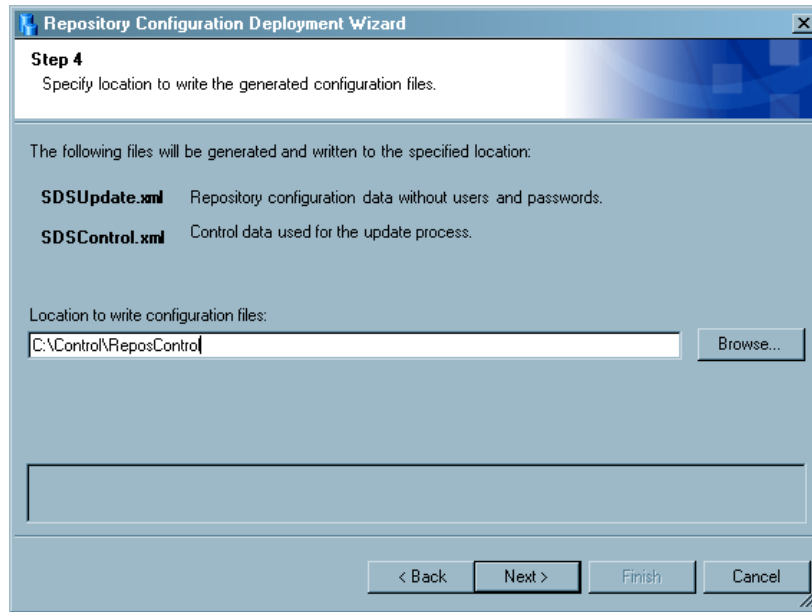 Repository Configuration Deployment Wizard
Step 4
Specify location to write the generated configuration files.
The following files will be generated and written to the specified location:
SDSUpdate.xml Repository configuration data without users and passwords.
SDSControl.xml Control data used for the update process.
Location to write configuration files:
C:\Control\ReposControl Browse...
< Back Next > Finish Cancel